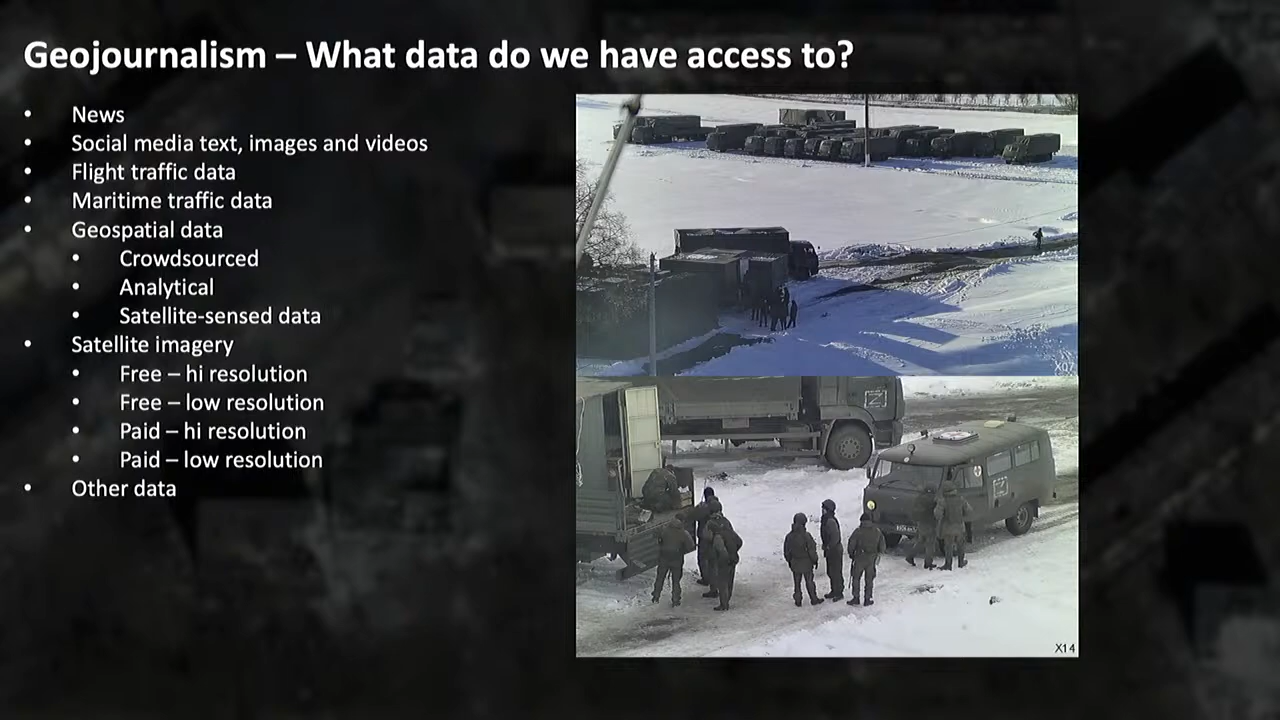 Geojournalism – What data do we have access to?
• News
• Social media text, images and videos
• Flight traffic data
• Maritime traffic data
• Geospatial data
• Crowdsourced
• Analytical
• Satellite-sensed data
• Satellite imagery
• Free – hi resolution
• Free – low resolution
• Paid – hi resolution
• Paid – low resolution
• Other data
X07
Z
Z
X14